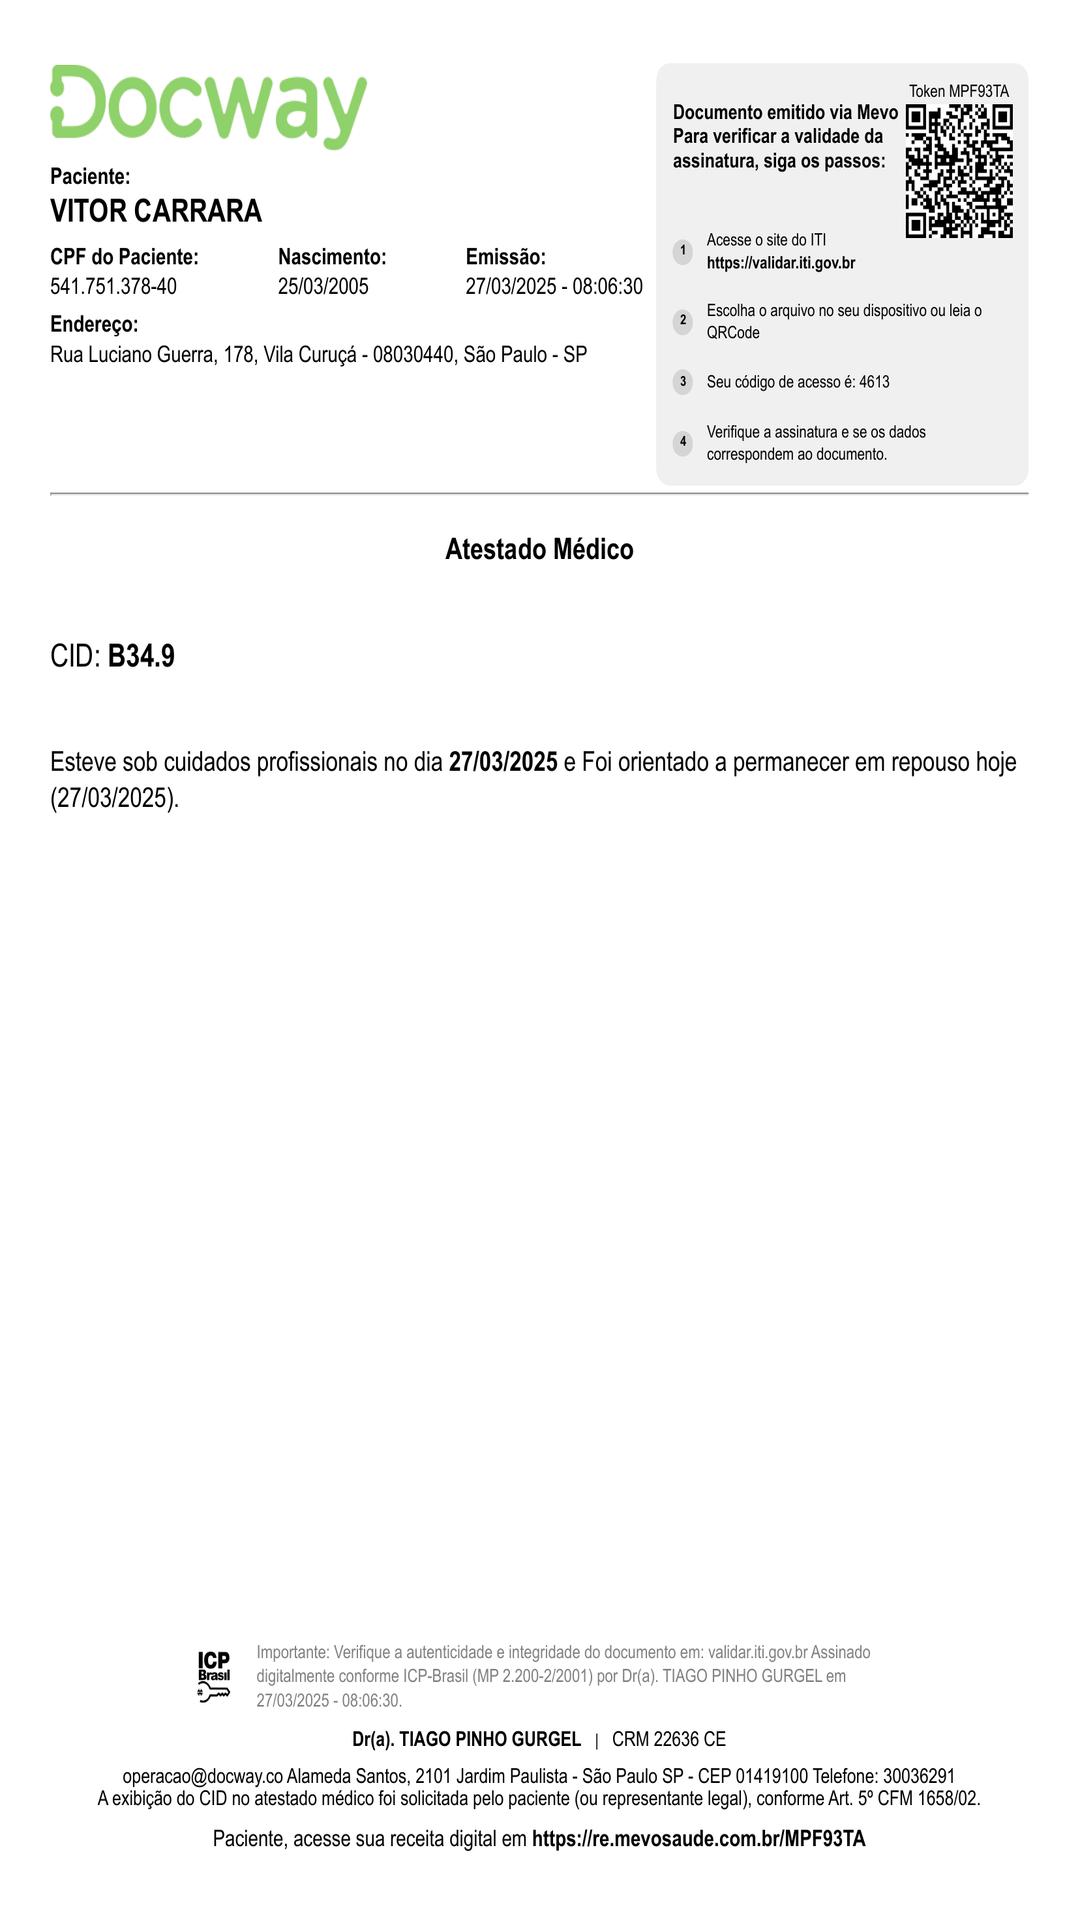 Docway
Paciente:
VITOR CARRARA
CPF do Paciente:
541.751.378-40
Nascimento:
25/03/2005
Emissão:
27/03/2025 - 08:06:30
Endereço:
Rua Luciano Guerra, 178, Vila Curuçá - 08030440, São Paulo - SP
Token MPF93TA
Documento emitido via Mevo
Para verificar a validade da
assinatura, siga os passos:
1
Acesse o site do ITI
https://validar.iti.gov.br
2
Escolha o arquivo no seu dispositivo ou leia o
QRCode
3
Seu código de acesso é: 4613
4
Verifique a assinatura e se os dados
correspondem ao documento.
Atestado Médico
CID: B34.9
Esteve sob cuidados profissionais no dia 27/03/2025 e Foi orientado a permanecer em repouso hoje
(27/03/2025).
ICP
Brasil
Importante: Verifique a autenticidade e integridade do documento em: validar.iti.gov.br Assinado
digitalmente conforme ICP-Brasil (MP 2.200-2/2001) por Dr(a). TIAGO PINHO GURGEL em
27/03/2025 - 08:06:30.
Dr(a). TIAGO PINHO GURGEL | CRM 22636 CE
operacao@docway.co Alameda Santos, 2101 Jardim Paulista - São Paulo SP - CEP 01419100 Telefone: 30036291
A exibição do CID no atestado médico foi solicitada pelo paciente (ou representante legal), conforme Art. 5º CFM 1658/02.
Paciente, acesse sua receita digital em https://re.mevosaude.com.br/MPF93TA